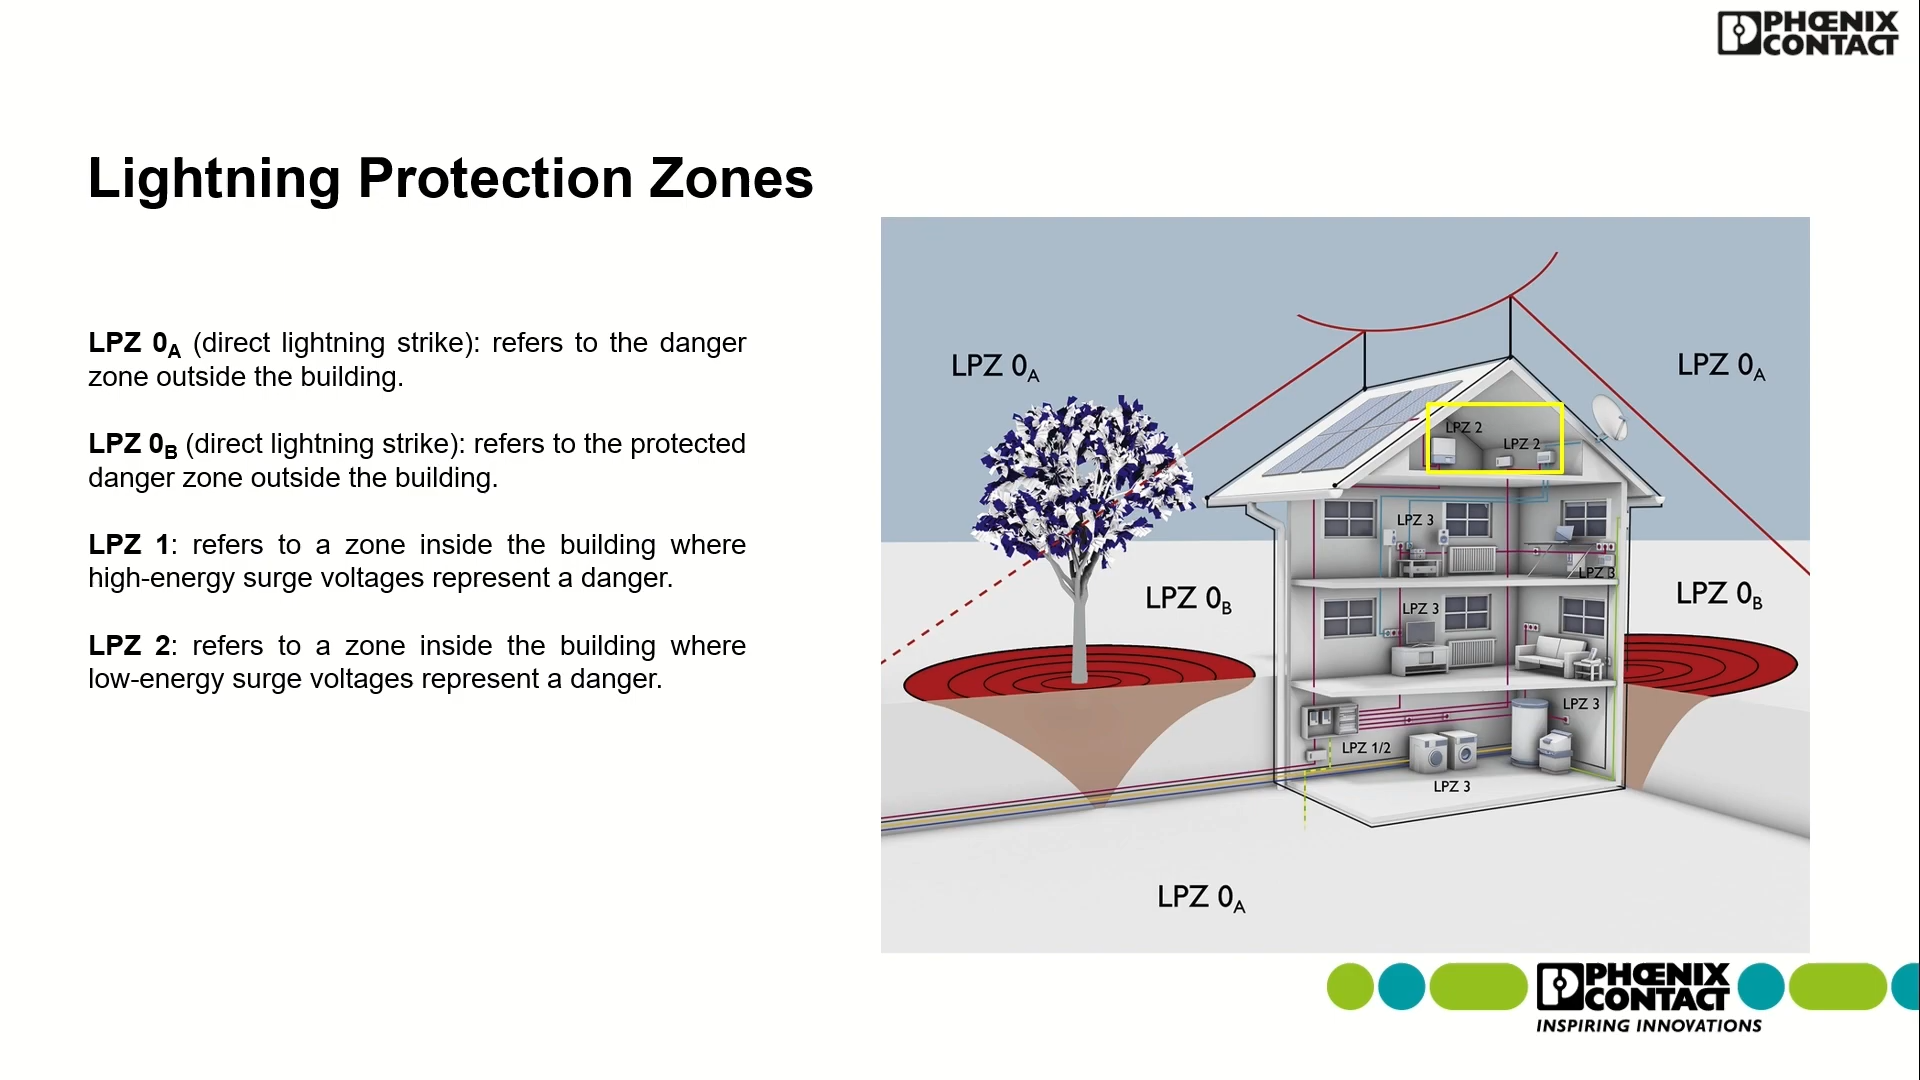 PHŒNIX
CONTACT
Lightning Protection Zones
LPZ 0A (direct lightning strike): refers to the danger
zone outside the building.
LPZ 0B (direct lightning strike): refers to the protected
danger zone outside the building.
LPZ 1: refers to a zone inside the building where
high-energy surge voltages represent a danger.
LPZ 2: refers to a zone inside the building where
low-energy surge voltages represent a danger.
LPZ 0A
LPZ 0A
LPZ 2
LPZ 2
LPZ 3
LPZ 3
LPZ 0B
LPZ 3
LPZ 0B
LPZ 3
LPZ 1/2
LPZ 3
LPZ 0A
PHŒNIX
CONTACT
INSPIRING INNOVATIONS